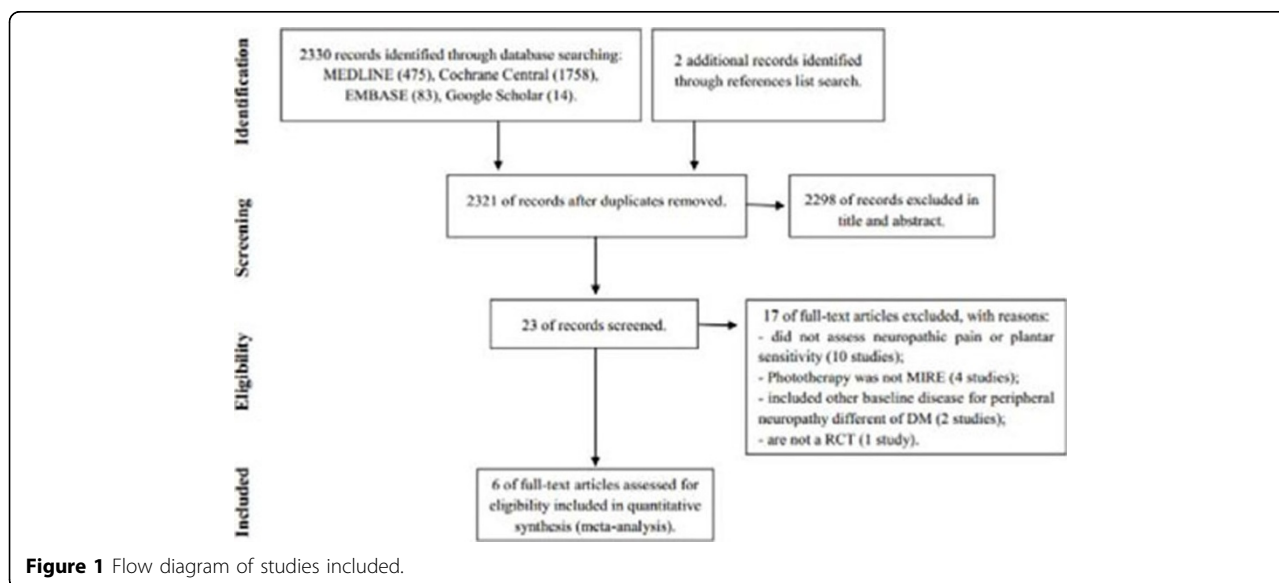 Identification
2330 records identified through database searching:
MEDLINE (475), Cochrane Central (1758),
EMBASE (83), Google Scholar (14).
2 additional records identified
through references list search.
Screening
2321 of records after duplicates removed.
2298 of records excluded in
title and abstract.
Eligibility
23 of records screened.
17 of full-text articles excluded, with reasons:
- did not assess neuropathic pain or plantar
sensitivity (10 studies);
- Phototherapy was not MIRE (4 studies);
- included other baseline disease for peripheral
neuropathy different of DM (2 studies);
- are not a RCT (1 study).
Included
6 of full-text articles assessed for
eligibility included in quantitative
synthesis (meta-analysis).
Figure 1 Flow diagram of studies included.